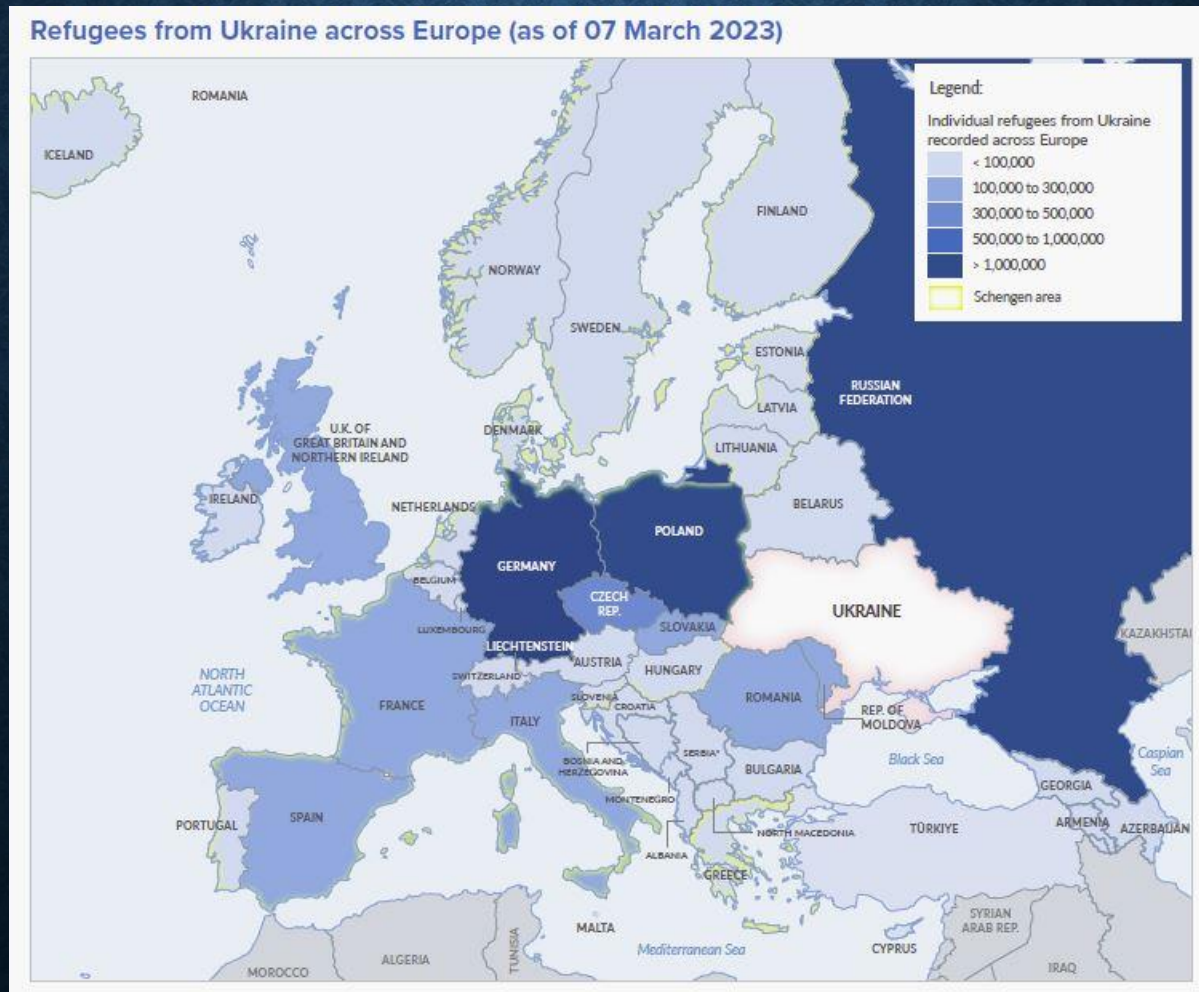 Refugees from Ukraine across Europe (as of 07 March 2023)
Legend:
Individual refugees from Ukraine
recorded across Europe
< 100,000
100,000 to 300,000
300,000 to 500,000
500,000 to 1,000,000
> 1,000,000
Schengen area
ROMANIA
ICELAND
FINLAND
NORWAY
SWEDEN
ESTONIA
RUSSIAN
FEDERATION
LATVIA
U.K. OF
GREAT BRITAIN AND
NORTHERN IRELAND
DENMARK
LITHUANIA
IRELAND
NETHERLANDS
BELARUS
POLAND
GERMANY
BELGIUM
CZECH
REP.
UKRAINE
LUXEMBOURG
SLOVAKIA
KAZAKHSTAN
LIECHTENSTEIN
AUSTRIA
HUNGARY
SWITZERLAND
NORTH
ATLANTIC
OCEAN
FRANCE
SLOVENIA
CROATIA
ROMANIA
REP. OF
MOLDOVA
ITALY
BOSNIA AND
HERZEGOVINA
SERBIA*
BULGARIA
Black Sea
Caspian
Sea
GEORGIA
MONTENEGRO
PORTUGAL
SPAIN
NORTH MACEDONIA
TÜRKIYE
ARMENIA
AZERBAIJAN
ALBANIA
GREECE
MALTA
SYRIAN
ARAB REP.
MOROCCO
ALGERIA
TUNISIA
Mediterranean Sea
CYPRUS
IRAQ